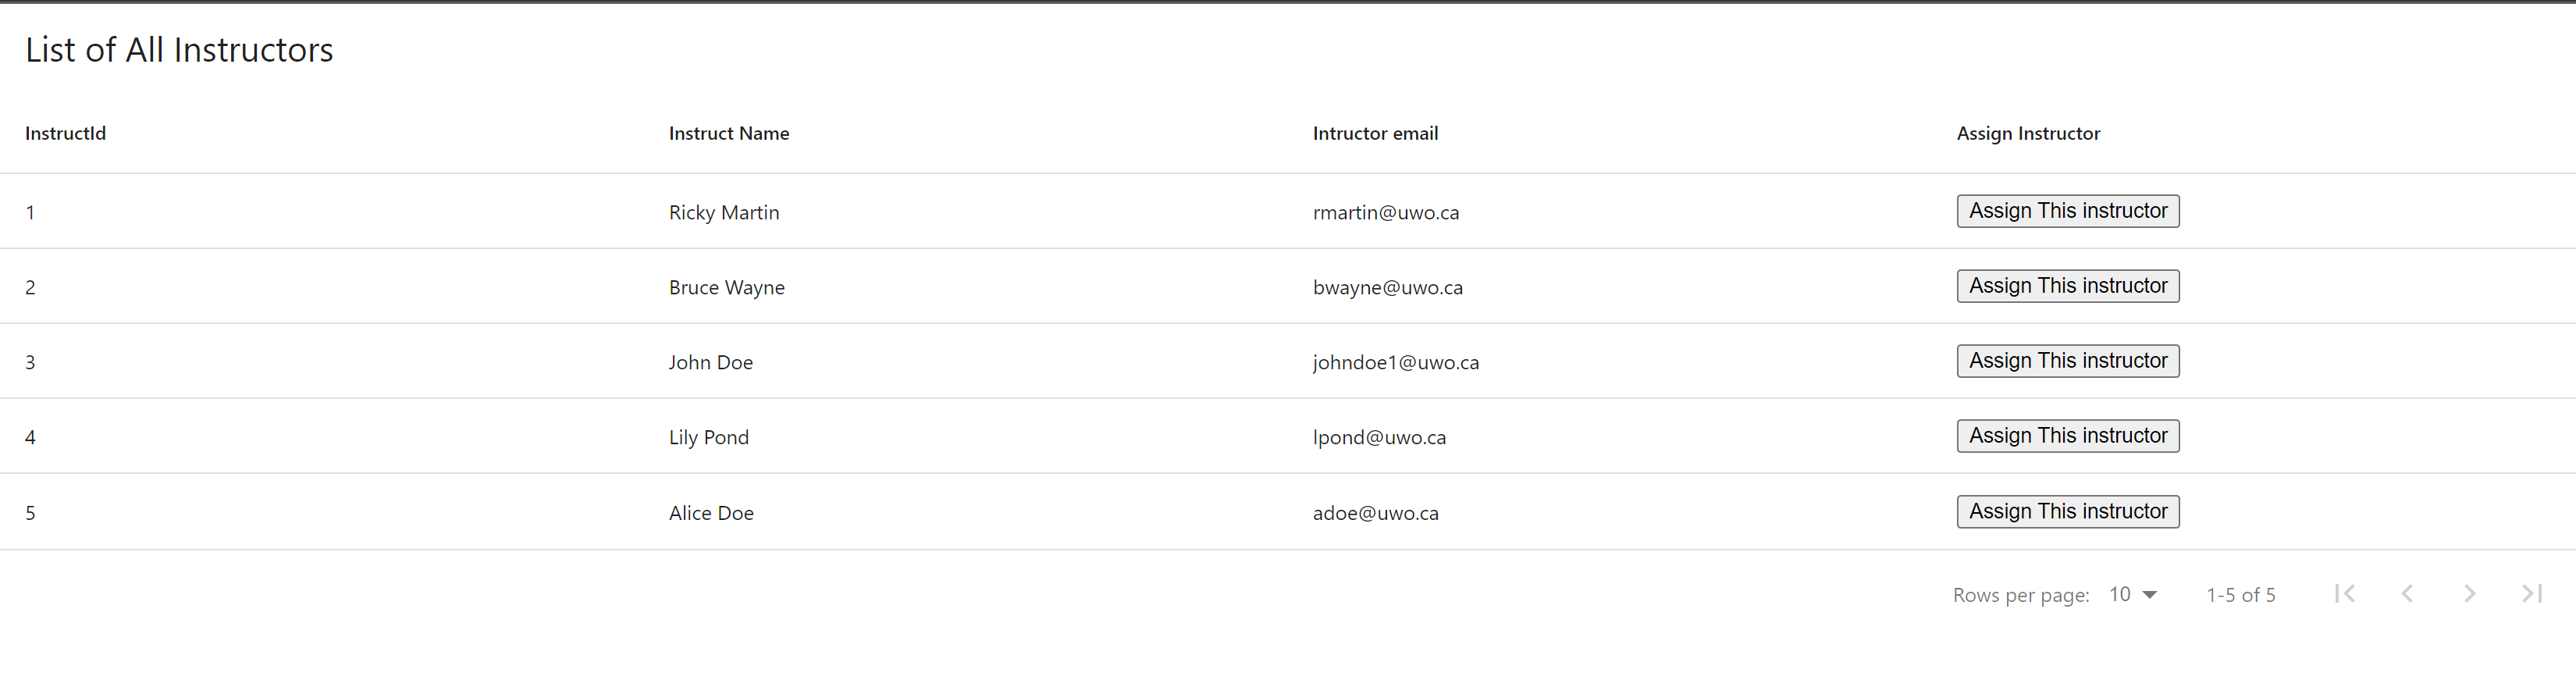 List of All Instructors
InstructId Instruct Name Intructor email Assign Instructor
1 Ricky Martin rmartin@uwo.ca Assign This instructor
2 Bruce Wayne bwayne@uwo.ca Assign This instructor
3 John Doe johndoe1@uwo.ca Assign This instructor
4 Lily Pond lpond@uwo.ca Assign This instructor
5 Alice Doe adoe@uwo.ca Assign This instructor
Rows per page: 10 1-5 of 5